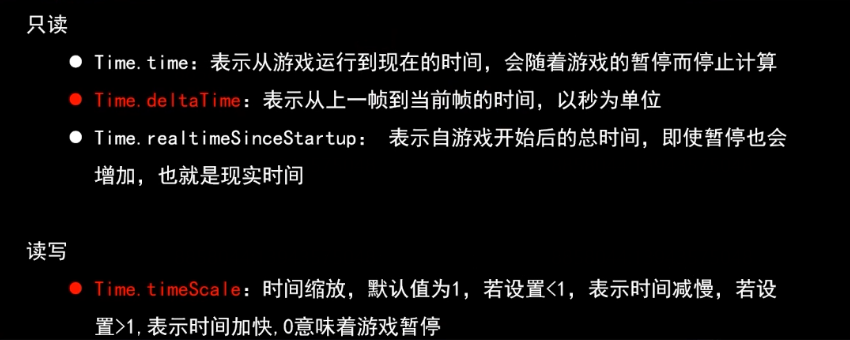 只读
● Time.time：表示从游戏运行到现在的时间，会随着游戏的暂停而停止计算
● Time.deltaTime：表示从上一帧到当前帧的时间，以秒为单位
● Time.realtimeSinceStartup： 表示自游戏开始后的总时间，即使暂停也会
增加，也就是现实时间
读写
● Time.timeScale：时间缩放，默认值为1，若设置<1，表示时间减慢，若设
置>1,表示时间加快,0意味着游戏暂停